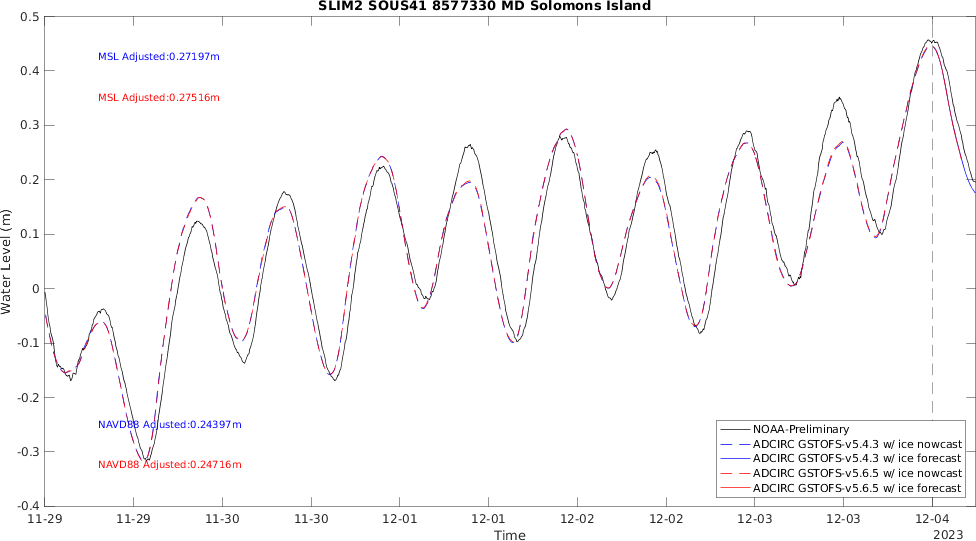 SLIM2 SOUS41 8577330 MD Solomons Island
0.5
0.4
0.3
0.2
0.1
0
-0.1
-0.2
-0.3
-0.4
Water Level (m)
MSL Adjusted:0.27197m
MSL Adjusted:0.27516m
NAVD88 Adjusted:0.24397m
NAVD88 Adjusted:0.24716m
NOAA-Preliminary
ADCIRC GSTOFS-v5.4.3 w/ ice nowcast
ADCIRC GSTOFS-v5.4.3 w/ ice forecast
ADCIRC GSTOFS-v5.6.5 w/ ice nowcast
ADCIRC GSTOFS-v5.6.5 w/ ice forecast
11-29 11-29 11-30 11-30 12-01 12-01 12-02 12-02 12-03 12-03 12-04
Time
2023